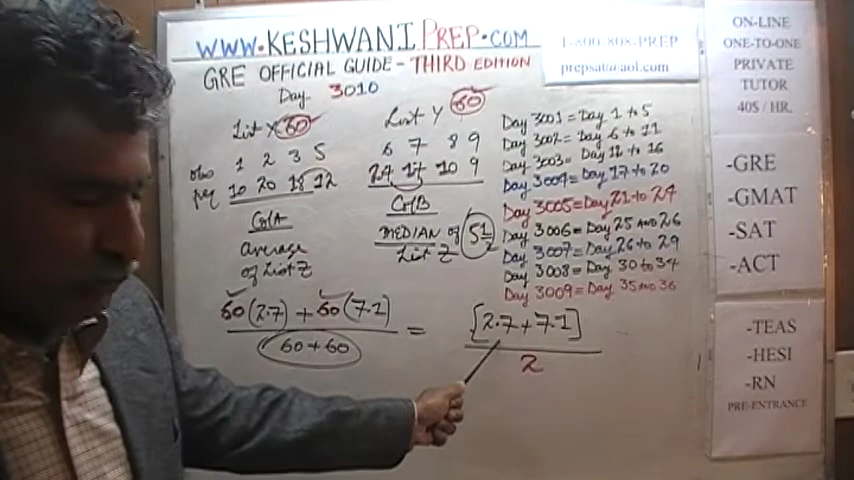 WWW.KESHWANIPREP.COM
1-800-808-PREP
prepsat@aol.com
GRE OFFICIAL GUIDE - THIRD EDITION
Day 3010
List X 60
List Y 60
obs 1 2 3 5
freq 10 20 18 12
6 7 8 9
24 17 10 9
Col A
average
of List Z
Col B
MEDIAN of
List Z
5 1/2
Day 3001 = Day 1 to 5
Day 3002 = Day 6 to 11
Day 3003 = Day 12 to 16
Day 3004 = Day 17 to 20
Day 3005 = Day 21 to 24
Day 3006 = Day 25 AND 26
Day 3007 = Day 26 to 29
Day 3008 = Day 30 to 34
Day 3009 = Day 35 AND 36
60(2.7) + 60(7.1)
60+60
=
[2.7+7.1]
2
ON-LINE
ONE-TO-ONE
PRIVATE
TUTOR
40$ / HR.
-GRE
-GMAT
-SAT
-ACT
-TEAS
-HESI
-RN
PRE-ENTRANCE